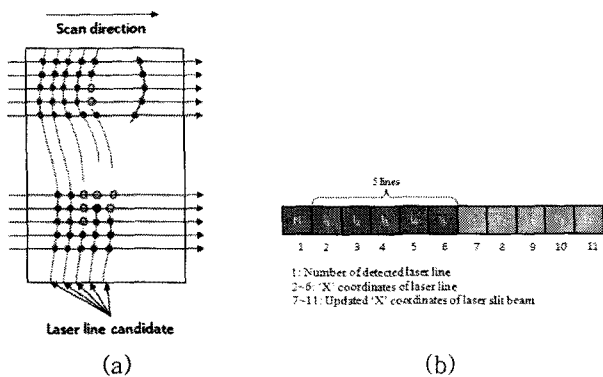 Scan direction
Laser line candidate
(a)
5 lines
1 2 3 4 5 6 7 8 9 10 11
1: Number of detected laser line
2~6: 'X' coordinates of laser line
7~11: Updated 'X' coordinates of laser slit beam
(b)